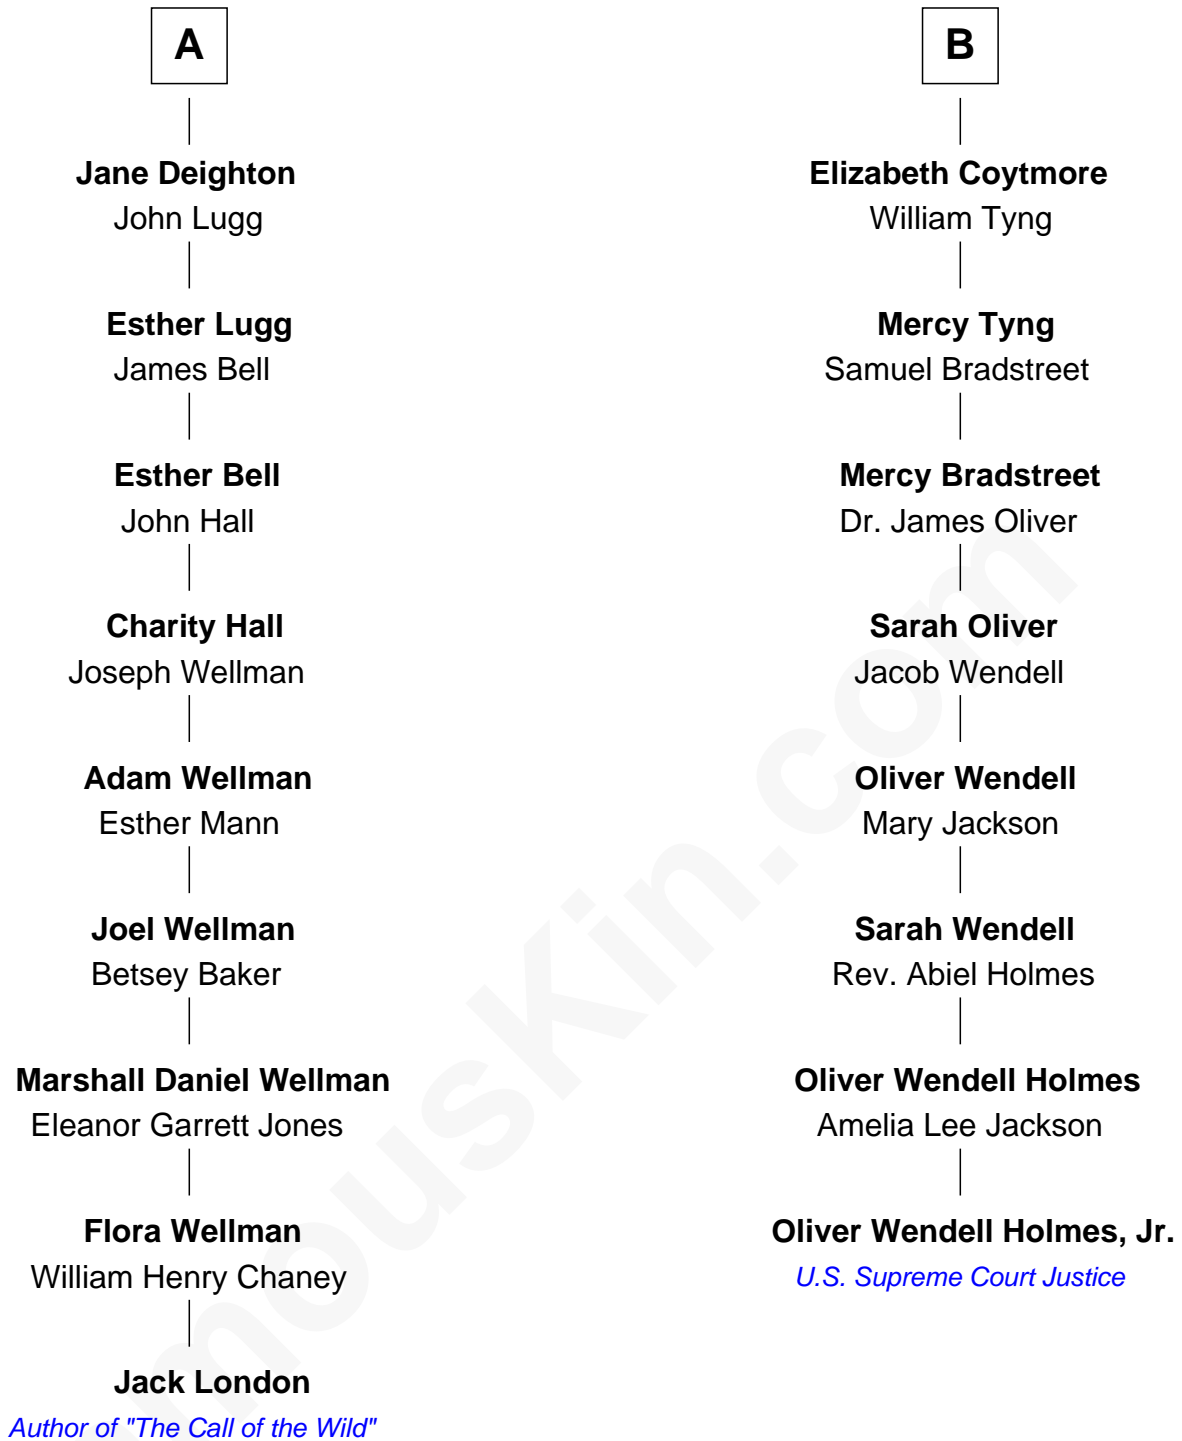 A
Jane Deighton
John Lugg
Esther Lugg
James Bell
Esther Bell
John Hall
Charity Hall
Joseph Wellman
Adam Wellman
Esther Mann
Joel Wellman
Betsey Baker
Marshall Daniel Wellman
Eleanor Garrett Jones
Flora Wellman
William Henry Chaney
Jack London
Author of "The Call of the Wild"
B
Elizabeth Coytmore
William Tyng
Mercy Tyng
Samuel Bradstreet
Mercy Bradstreet
Dr. James Oliver
Sarah Oliver
Jacob Wendell
Oliver Wendell
Mary Jackson
Sarah Wendell
Rev. Abiel Holmes
Oliver Wendell Holmes
Amelia Lee Jackson
Oliver Wendell Holmes, Jr.
U.S. Supreme Court Justice
mousKin.com